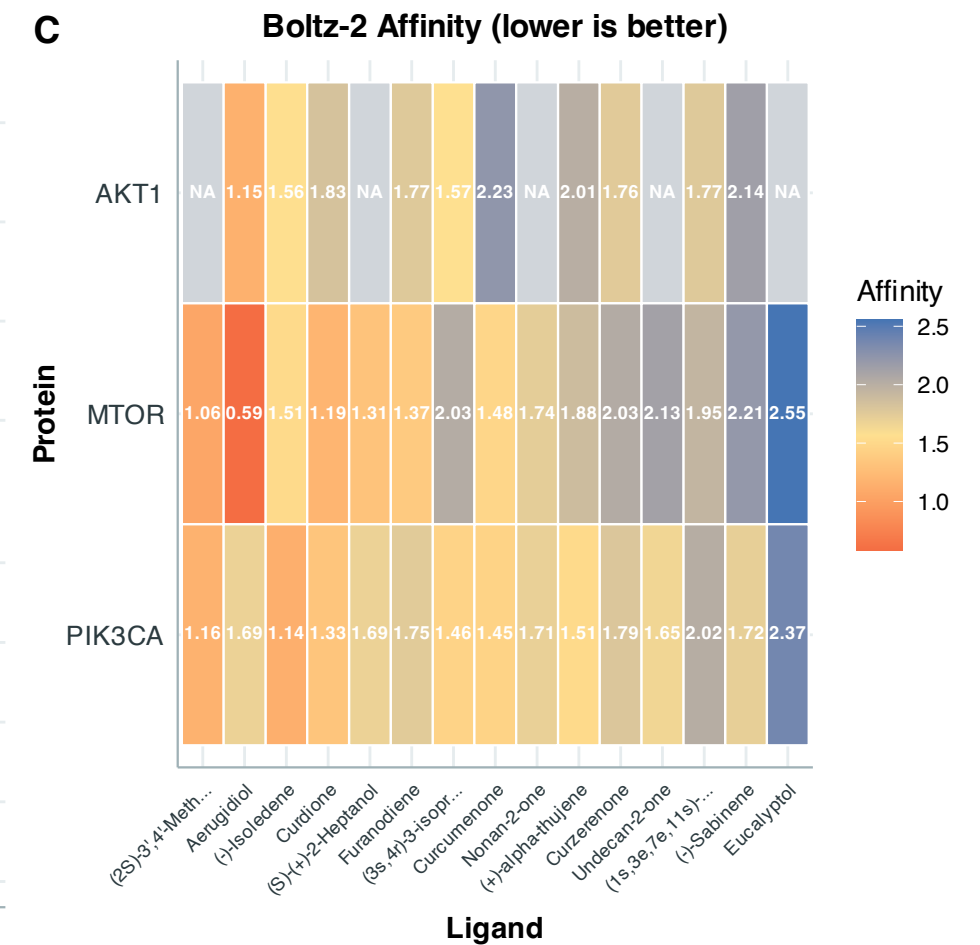 C
Boltz-2 Affinity (lower is better)
AKT1
NA 1.15 1.56 1.83 NA 1.77 1.57 2.23 NA 2.01 1.76 NA 1.77 2.14 NA
MTOR
1.06 0.59 1.51 1.19 1.31 1.37 2.03 1.48 1.74 1.88 2.03 2.13 1.95 2.21 2.55
PIK3CA
1.16 1.69 1.14 1.33 1.69 1.75 1.46 1.45 1.71 1.51 1.79 1.65 2.02 1.72 2.37
Protein
(2S)-3',4'-Meth...
Aerugidiol
(-)-Isoledene
Curdione
(S)-(+)-2-Heptanol
Furanodiene
(3s,4r)-3-isopr...
Curcumenone
Nonan-2-one
(+)-alpha-thujene
Curzerenone
Undecan-2-one
(1s,3e,7e,11s)-...
(-)-Sabinene
Eucalyptol
Ligand
Affinity
2.5
2.0
1.5
1.0